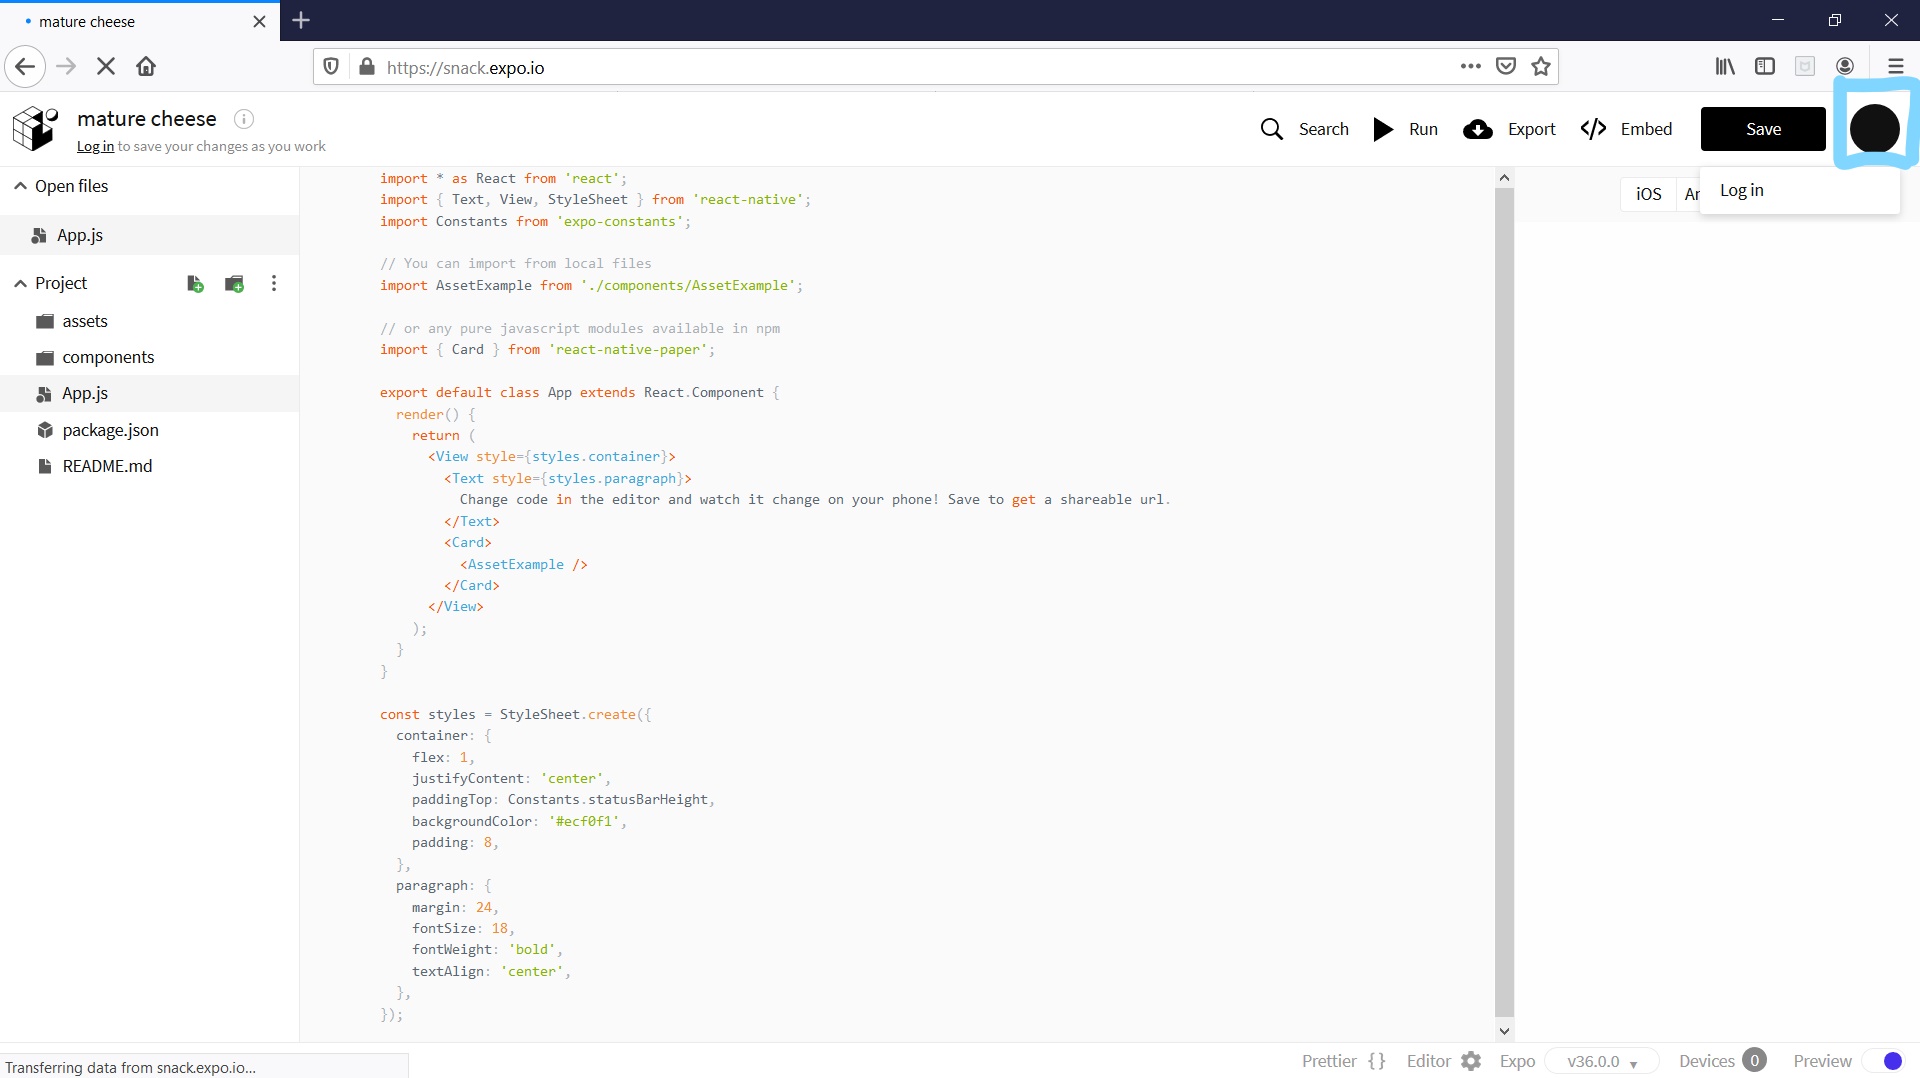 mature cheese
https://snack.expo.io
mature cheese
Log in to save your changes as you work
Search Run Export Embed Save
Log in
iOS
Open files
App.js
Project
assets
components
App.js
package.json
README.md
import * as React from 'react';
import { Text, View, StyleSheet } from 'react-native';
import Constants from 'expo-constants';
// You can import from local files
import AssetExample from './components/AssetExample';
// or any pure javascript modules available in npm
import { Card } from 'react-native-paper';
export default class App extends React.Component {
render() {
return (
<View style={styles.container}>
<Text style={styles.paragraph}>
Change code in the editor and watch it change on your phone! Save to get a shareable url.
</Text>
<Card>
<AssetExample />
</Card>
</View>
);
}
}
const styles = StyleSheet.create({
container: {
flex: 1,
justifyContent: 'center',
paddingTop: Constants.statusBarHeight,
backgroundColor: '#ecf0f1',
padding: 8,
},
paragraph: {
margin: 24,
fontSize: 18,
fontWeight: 'bold',
textAlign: 'center',
},
});
Transferring data from snack.expo.io...
Prettier {} Editor Expo v36.0.0 Devices 0 Preview